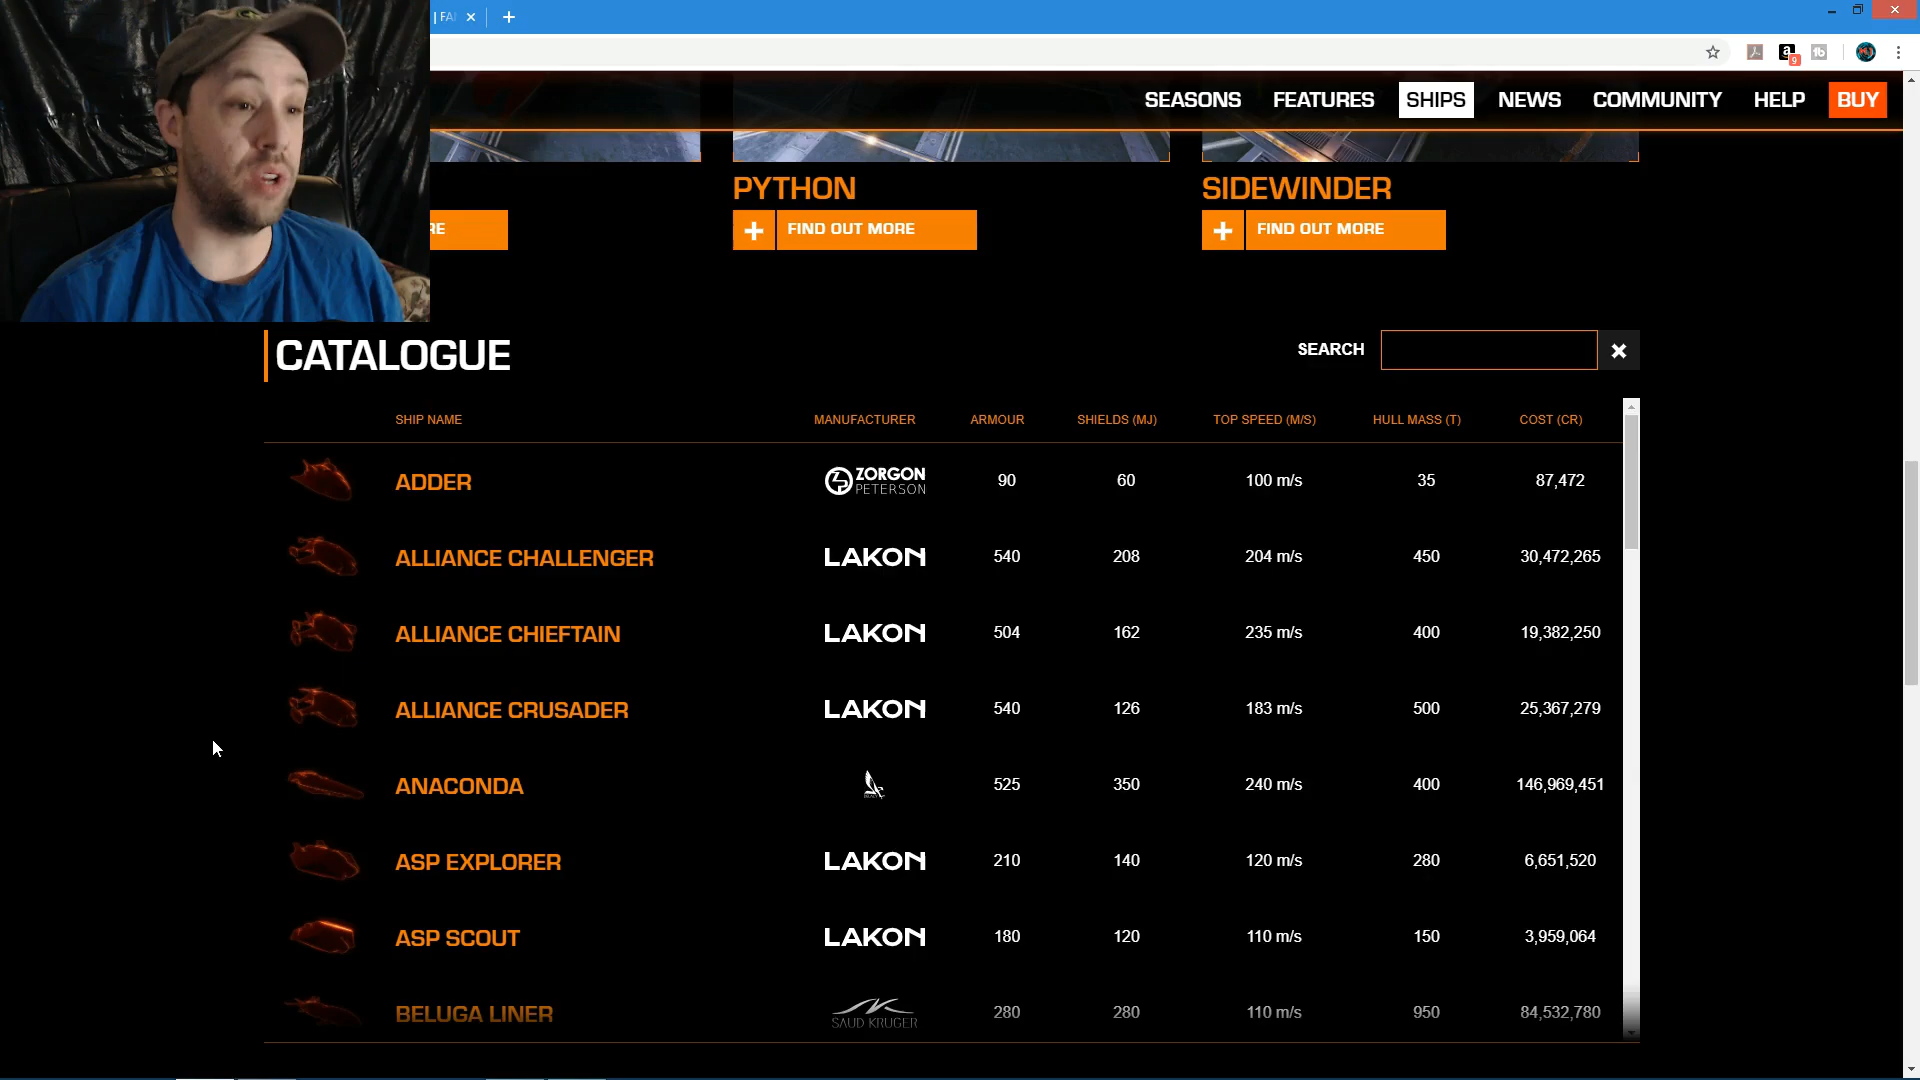 | FA
9
SEASONS FEATURES SHIPS NEWS COMMUNITY HELP BUY
PYTHON SIDEWINDER
RE FIND OUT MORE FIND OUT MORE
CATALOGUE SEARCH
SHIP NAME MANUFACTURER ARMOUR SHIELDS (MJ) TOP SPEED (M/S) HULL MASS (T) COST (CR)
ADDER ZORGON PETERSON 90 60 100 m/s 35 87,472
ALLIANCE CHALLENGER LAKON 540 208 204 m/s 450 30,472,265
ALLIANCE CHIEFTAIN LAKON 504 162 235 m/s 400 19,382,250
ALLIANCE CRUSADER LAKON 540 126 183 m/s 500 25,367,279
ANACONDA 525 350 240 m/s 400 146,969,451
ASP EXPLORER LAKON 210 140 120 m/s 280 6,651,520
ASP SCOUT LAKON 180 120 110 m/s 150 3,959,064
BELUGA LINER SAUD KRUGER 280 280 110 m/s 950 84,532,780